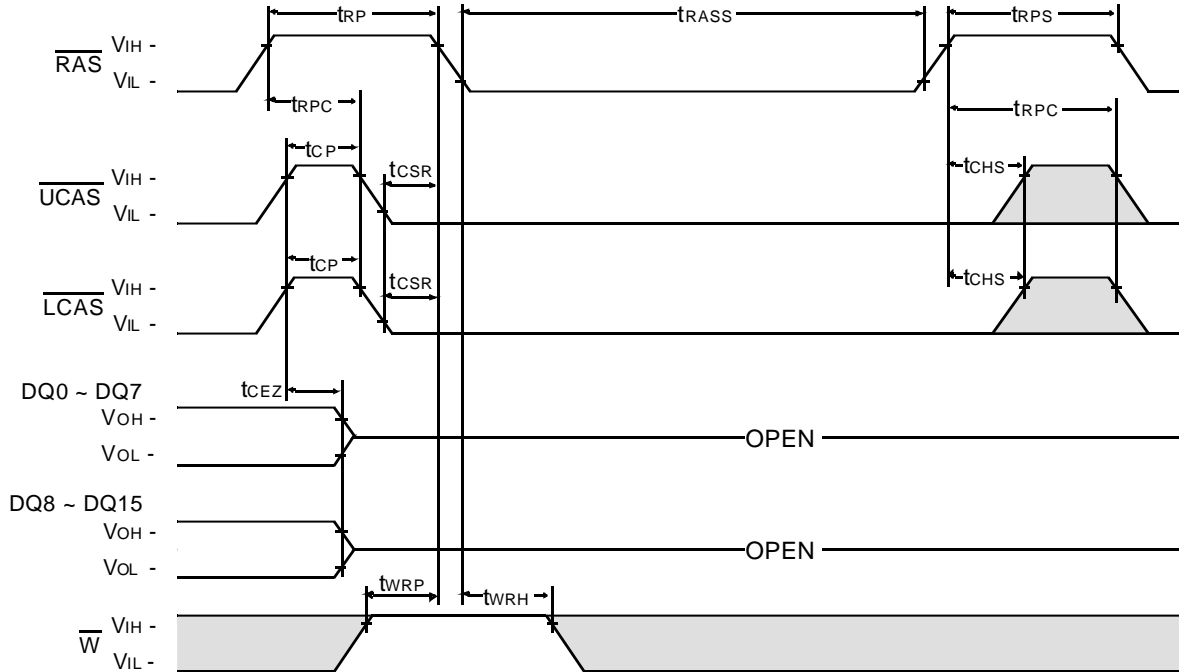 tRP tRASS tRPS
RAS VIH -
VIL -
tRPC tRPC
tCP tCSR tCHS
UCAS VIH -
VIL -
tCP tCSR tCHS
LCAS VIH -
VIL -
tCEZ
DQ0 ~ DQ7
VOH -
VOL -
OPEN
DQ8 ~ DQ15
VOH -
VOL -
OPEN
tWRP tWRH
W VIH -
VIL -